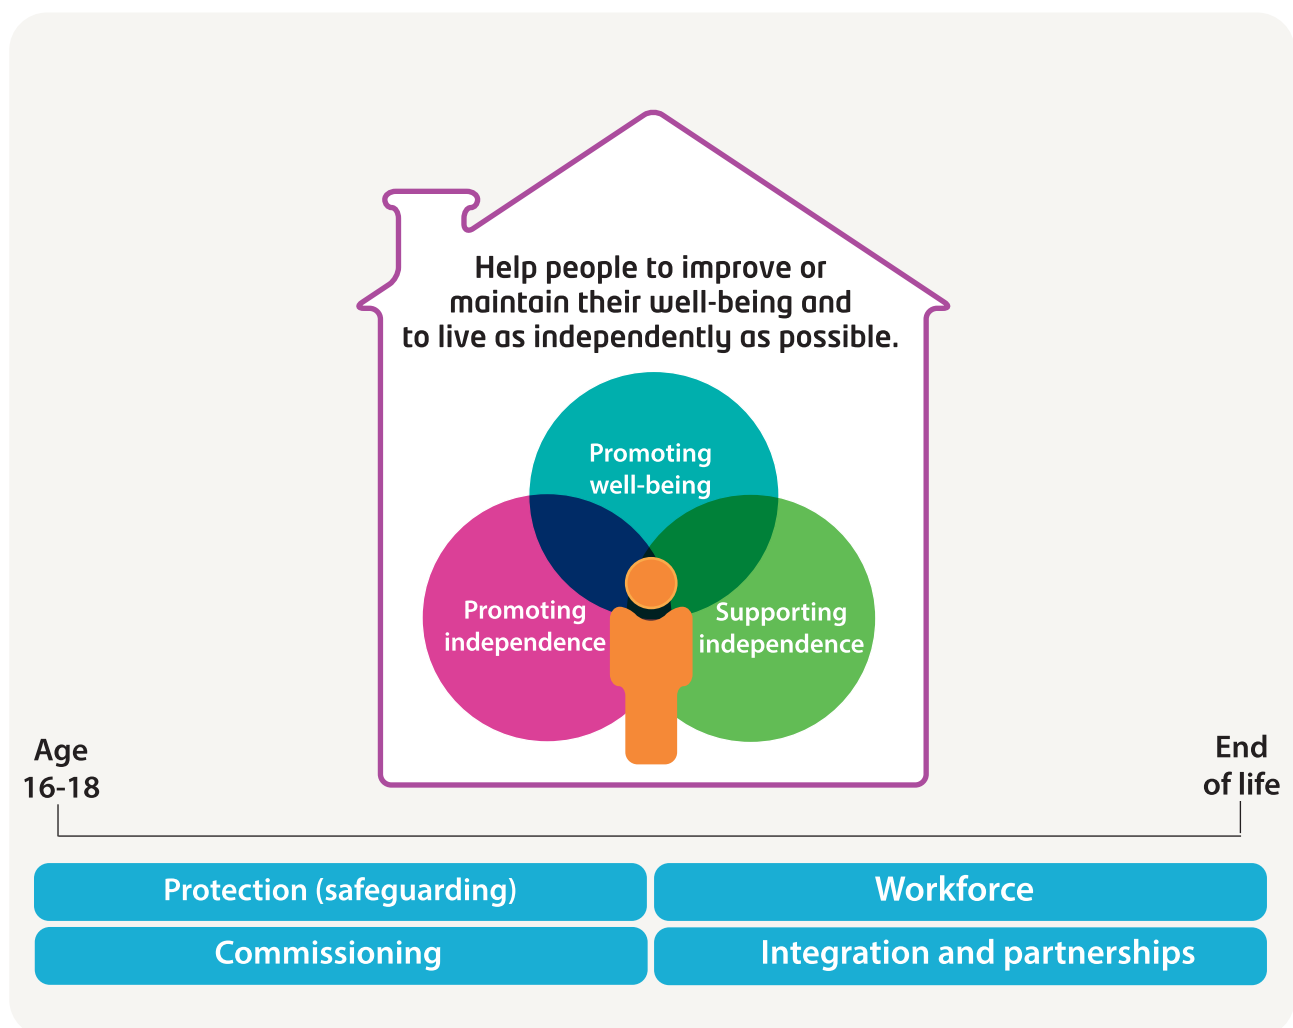 Help people to improve or
maintain their well-being and
to live as independently as possible.
Promoting
well-being
Promoting
independence
Supporting
independence
Age
16-18
End
of life
Protection (safeguarding)
Workforce
Commissioning
Integration and partnerships